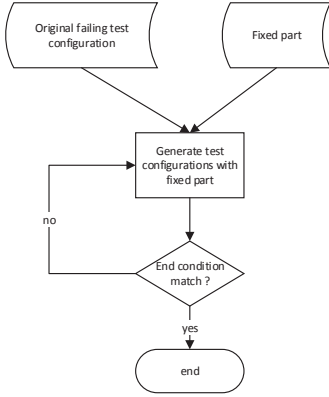 Original failing test
configuration
Fixed part
Generate test
configurations with
fixed part
no
End condition
match ?
yes
end